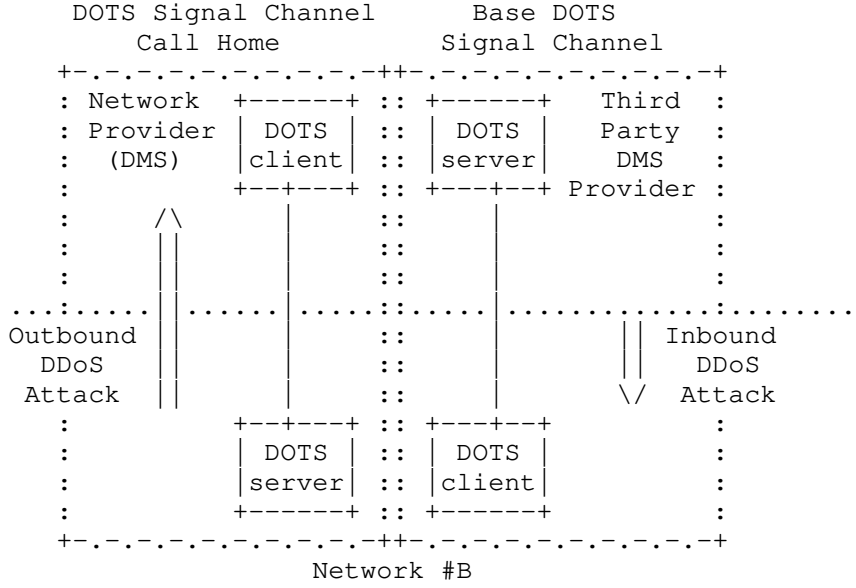 DOTS Signal Channel Base DOTS
Call Home Signal Channel
+-.-.-.-.-.-.-.-.-.-++-.-.-.-.-.-.-.-.-.-+
: Network +------+ :: +------+ Third :
: Provider | DOTS | :: | DOTS | Party :
: (DMS) |client| :: |server| DMS :
: +--+---+ :: +---+--+ Provider :
: /\ | :: | :
: || | :: | :
: || | :: | :
...:.....||......|.....::.....|.............:........
Outbound || | :: | || Inbound
DDoS || | :: | || DDoS
Attack || | :: | \/ Attack
: +--+---+ :: +---+--+ :
: | DOTS | :: | DOTS | :
: |server| :: |client| :
: +------+ :: +------+ :
+-.-.-.-.-.-.-.-.-.-++-.-.-.-.-.-.-.-.-.-+
Network #B